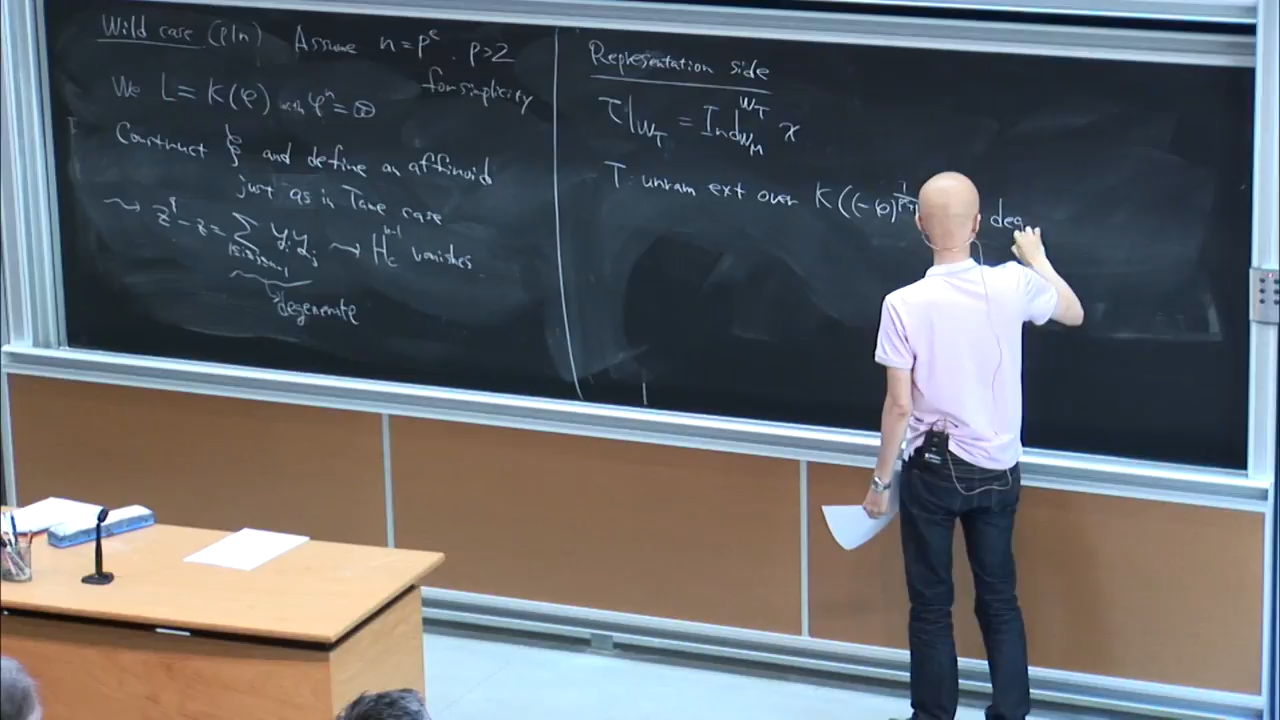 Wild case (p|n) Assume n = p^e. p>2
for simplicity
We L = K(φ) with φ^n = ϖ
Construct ξ and define an affinoid
just as in Tame case
⇝ z^q - z = Σ_{1≤i≤j≤n-1} y_i y_j ⇝ H_c^{n-1} vanishes
degenerate
Representation side
τ|_{W_T} = Ind_{W_M}^{W_T} χ
T: unram ext over K((-φ) deg